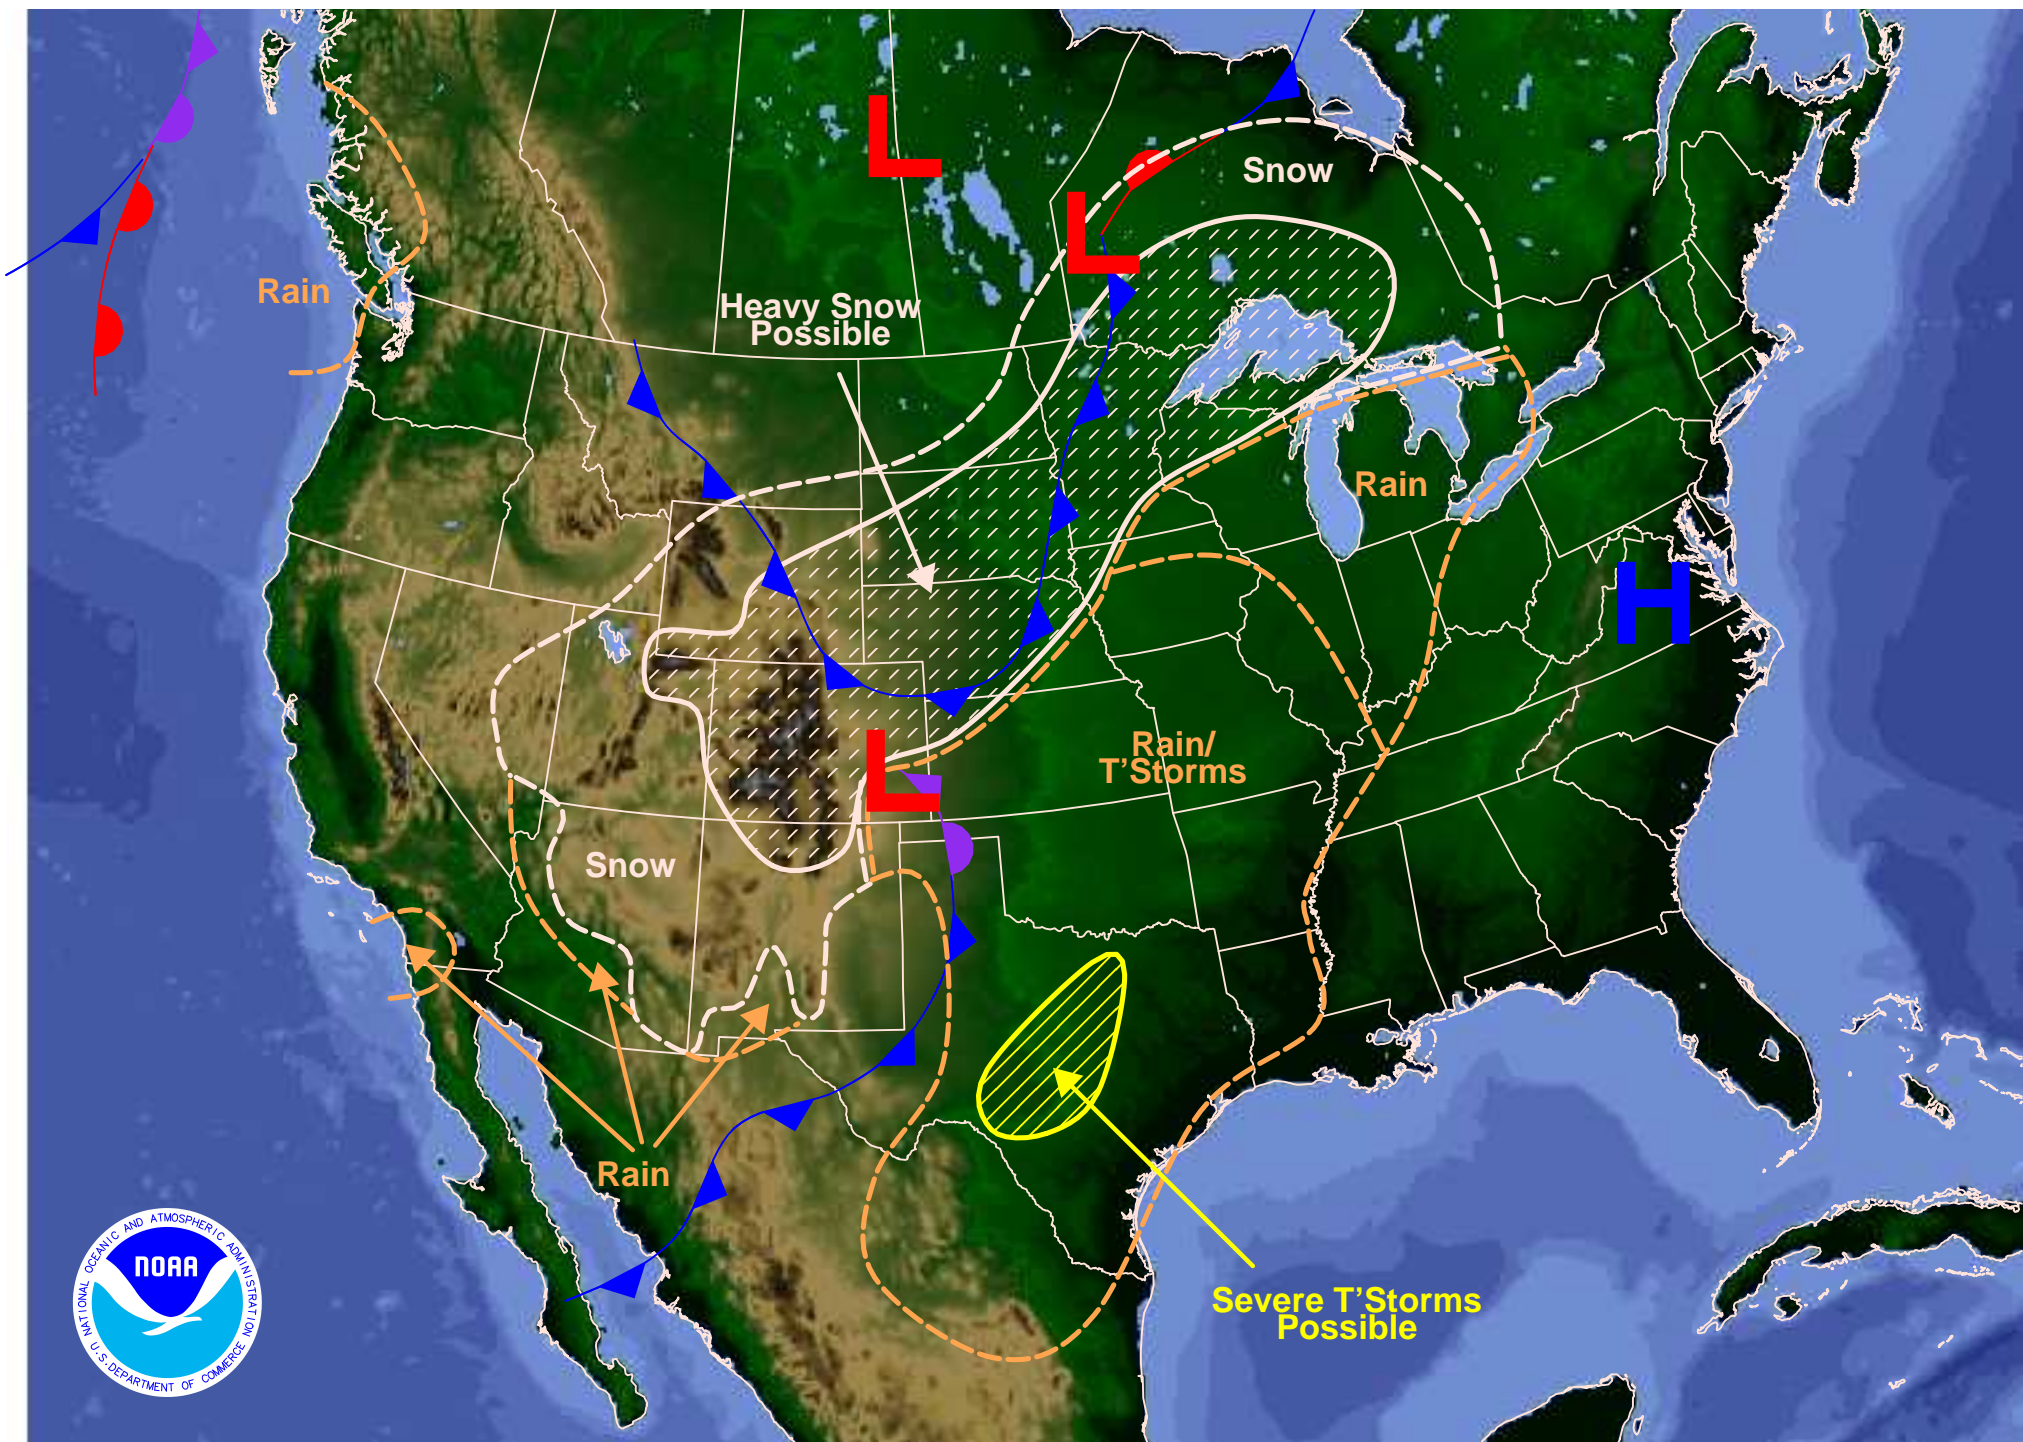 L
Snow
L
Rain
Heavy Snow
Possible
Rain
H
Rain/
T'Storms
L
Snow
Rain
Severe T'Storms
Possible
NATIONAL OCEANIC AND ATMOSPHERIC ADMINISTRATION
NOAA
U.S. DEPARTMENT OF COMMERCE